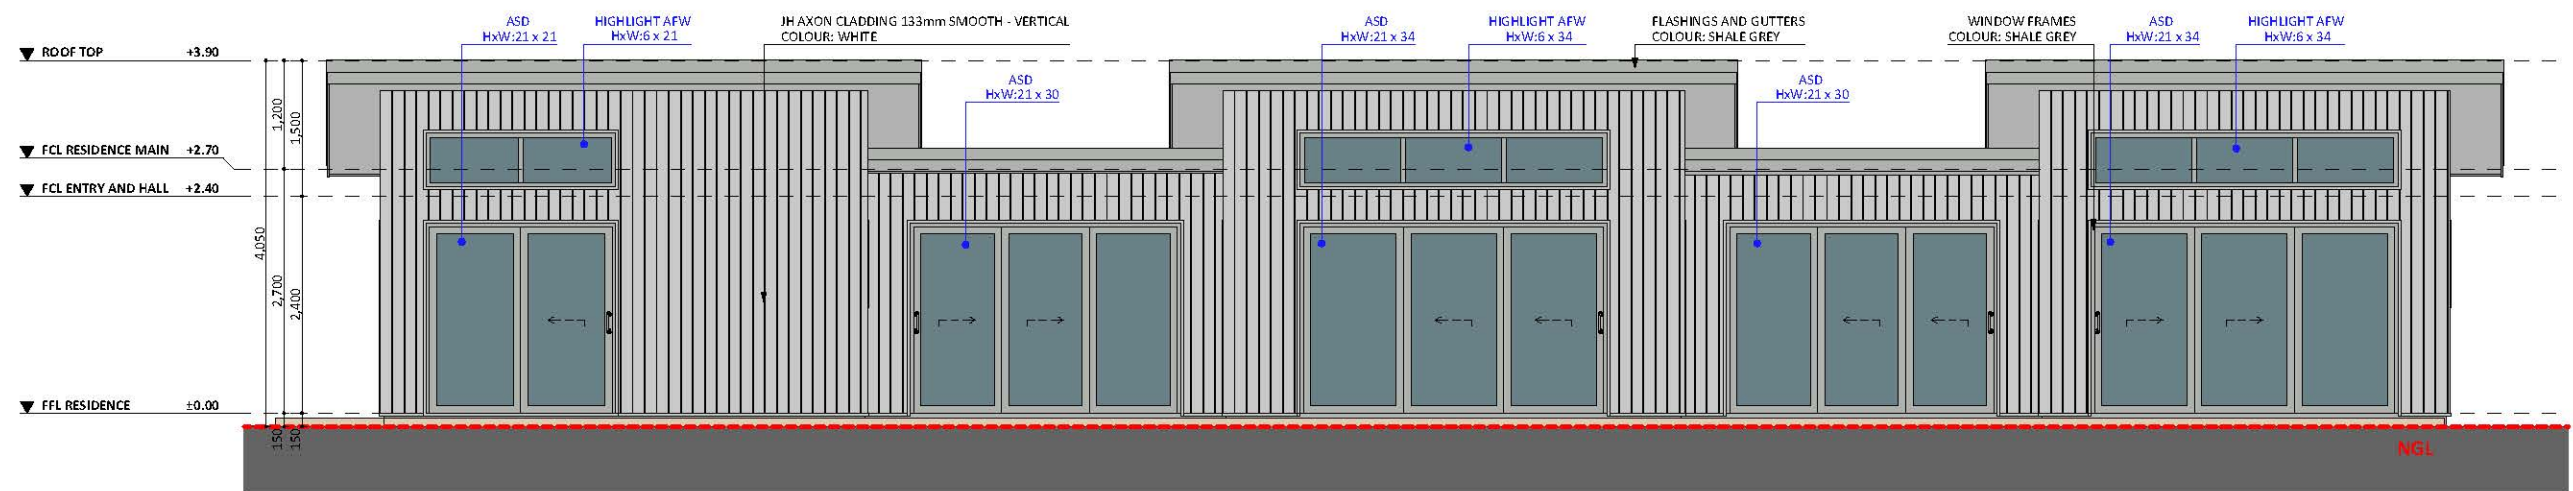 ASD
HxW:21 x 21
HIGHLIGHT AFW
HxW:6 x 21
JH AXON CLADDING 133mm SMOOTH - VERTICAL
COLOUR: WHITE
ASD
HxW:21 x 34
HIGHLIGHT AFW
HxW:6 x 34
FLASHINGS AND GUTTERS
COLOUR: SHALE GREY
WINDOW FRAMES
COLOUR: SHALE GREY
ASD
HxW:21 x 34
HIGHLIGHT AFW
HxW:6 x 34
ROOF TOP +3.90
ASD
HxW:21 x 30
ASD
HxW:21 x 30
1,200
1,500
FCL RESIDENCE MAIN +2.70
FCL ENTRY AND HALL +2.40
4,050
2,700
2,400
FFL RESIDENCE ±0.00
150
150
NGL